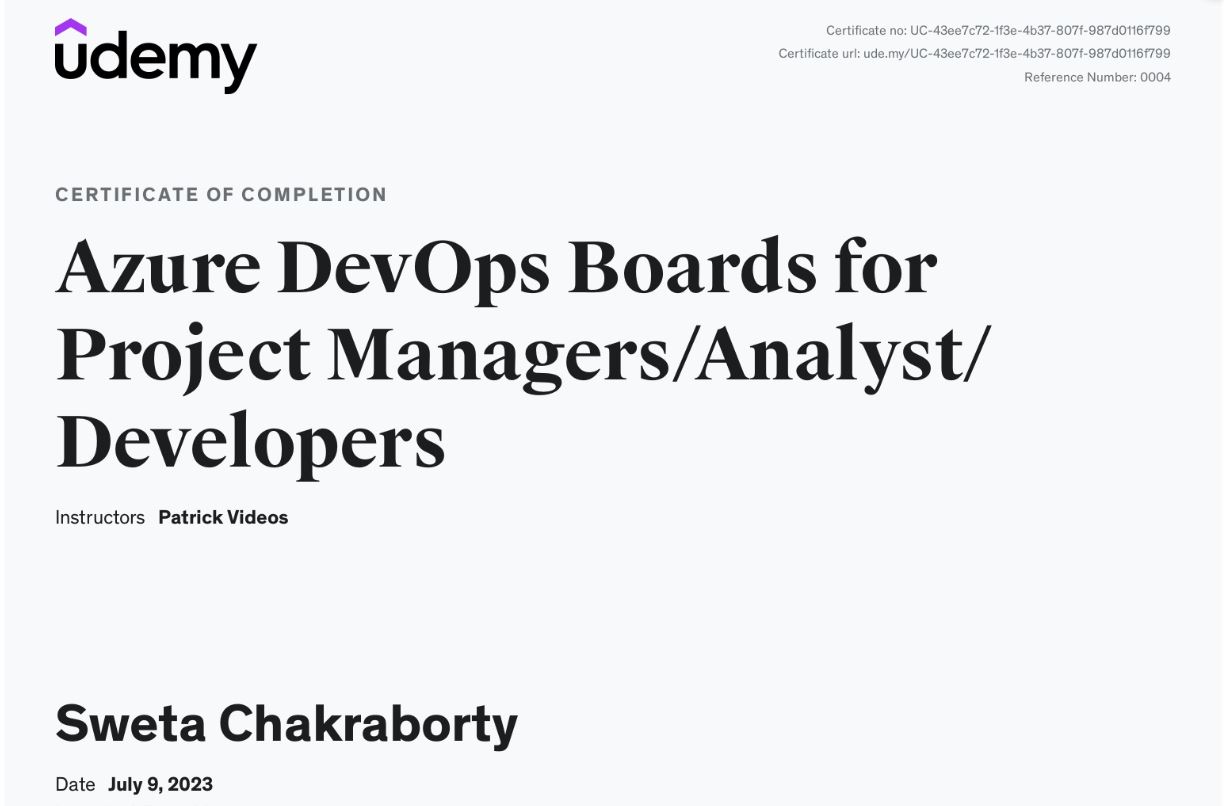 udemy
Certificate no: UC-43ee7c72-1f3e-4b37-807f-987d0116f799
Certificate url: ude.my/UC-43ee7c72-1f3e-4b37-807f-987d0116f799
Reference Number: 0004
CERTIFICATE OF COMPLETION
Azure DevOps Boards for
Project Managers/Analyst/
Developers
Instructors Patrick Videos
Sweta Chakraborty
Date July 9, 2023